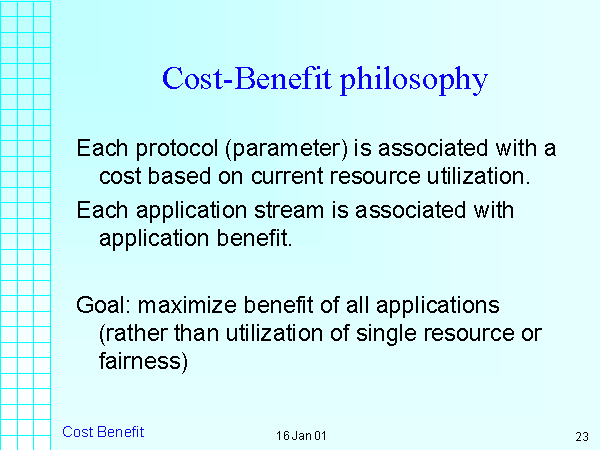 Cost-Benefit philosophy
Each protocol (parameter) is associated with a
cost based on current resource utilization.
Each application stream is associated with
application benefit.
Goal: maximize benefit of all applications
(rather than utilization of single resource or
fairness)
Cost Benefit
16 Jan 01
23